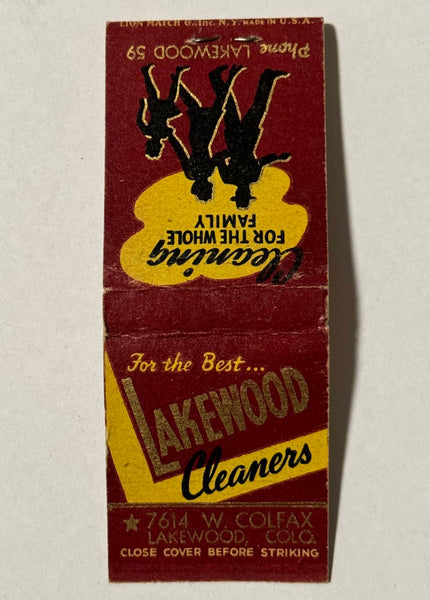 LION MATCH CO., INC. N.Y. MADE IN U.S.A.
Phone LAKEWOOD 59
Cleaning
FOR THE WHOLE
FAMILY
For the Best...
LAKEWOOD
Cleaners
★ 7614 W. COLFAX
LAKEWOOD, COLO.
CLOSE COVER BEFORE STRIKING